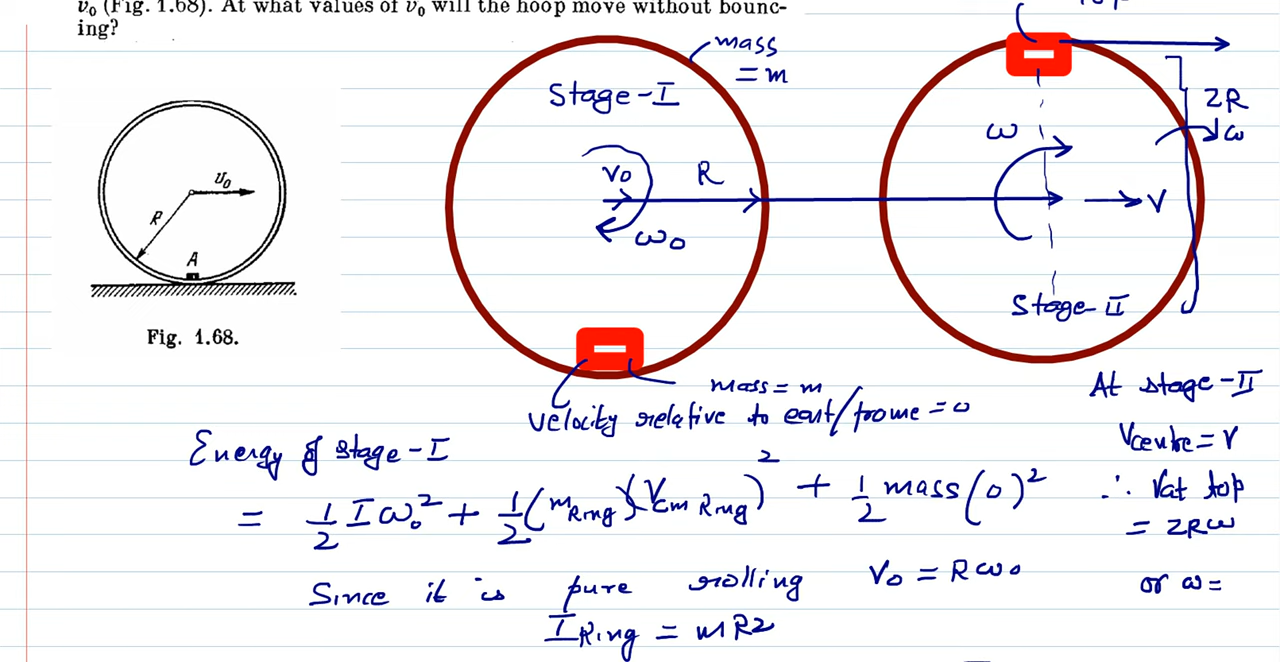 v₀ (Fig. 1.68). At what values of v₀ will the hoop move without bounc-
ing?
mass
= m
Stage-I
2R
ω
ω
v₀
R
V
v₀
R
ω₀
A
Stage-II
Fig. 1.68.
mass = m
At stage-II
velocity relative to
frame = 0
Energy of stage-I
Vcentre = V
= 1/2 I ω₀² + 1/2 (mRing)(Vcm Ring)² + 1/2 mass (0)²
∴ Vat top
= 2Rω
Since it is pure rolling V₀ = Rω₀
or ω =
IRing = mR2